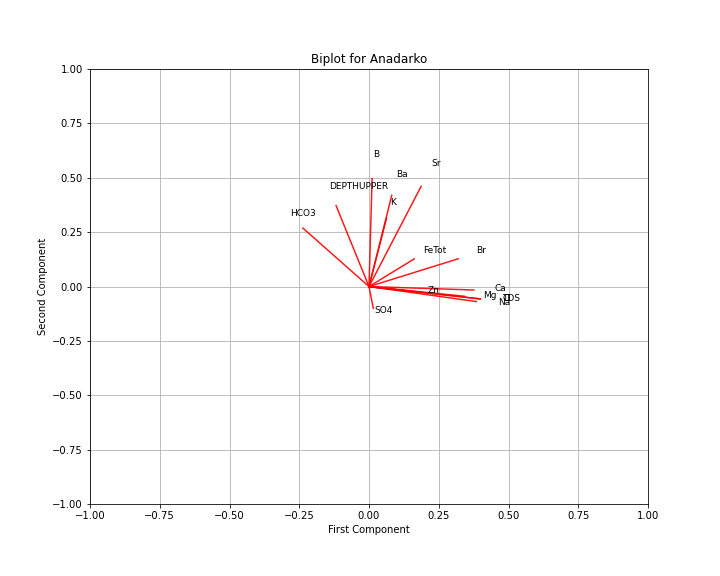 Biplot for Anadarko
1.00
0.75
0.50
0.25
0.00
−0.25
−0.50
−0.75
−1.00
Second Component
B
Sr
Ba
DEPTHUPPER
K
HCO3
FeTot
Br
Ca
Zn
Mg
TDS
Na
SO4
−1.00 −0.75 −0.50 −0.25 0.00 0.25 0.50 0.75 1.00
First Component